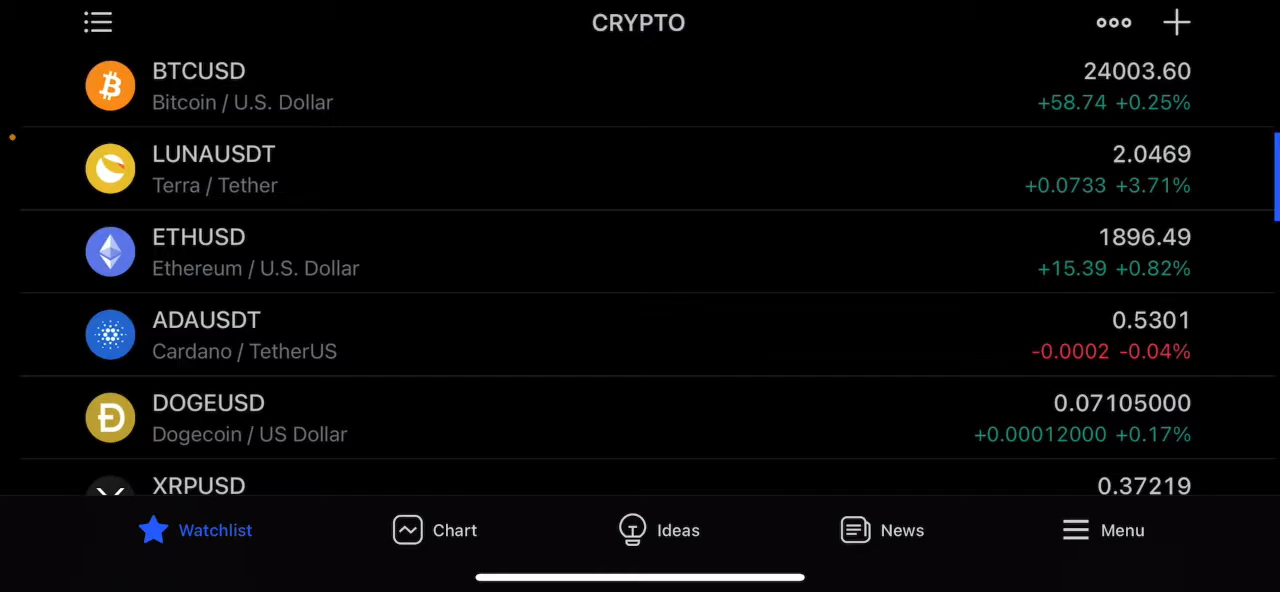 CRYPTO
BTCUSD 24003.60
Bitcoin / U.S. Dollar +58.74 +0.25%
LUNAUSDT 2.0469
Terra / Tether +0.0733 +3.71%
ETHUSD 1896.49
Ethereum / U.S. Dollar +15.39 +0.82%
ADAUSDT 0.5301
Cardano / TetherUS -0.0002 -0.04%
DOGEUSD 0.07105000
Dogecoin / US Dollar +0.00012000 +0.17%
XRPUSD 0.37219
Watchlist Chart Ideas News Menu